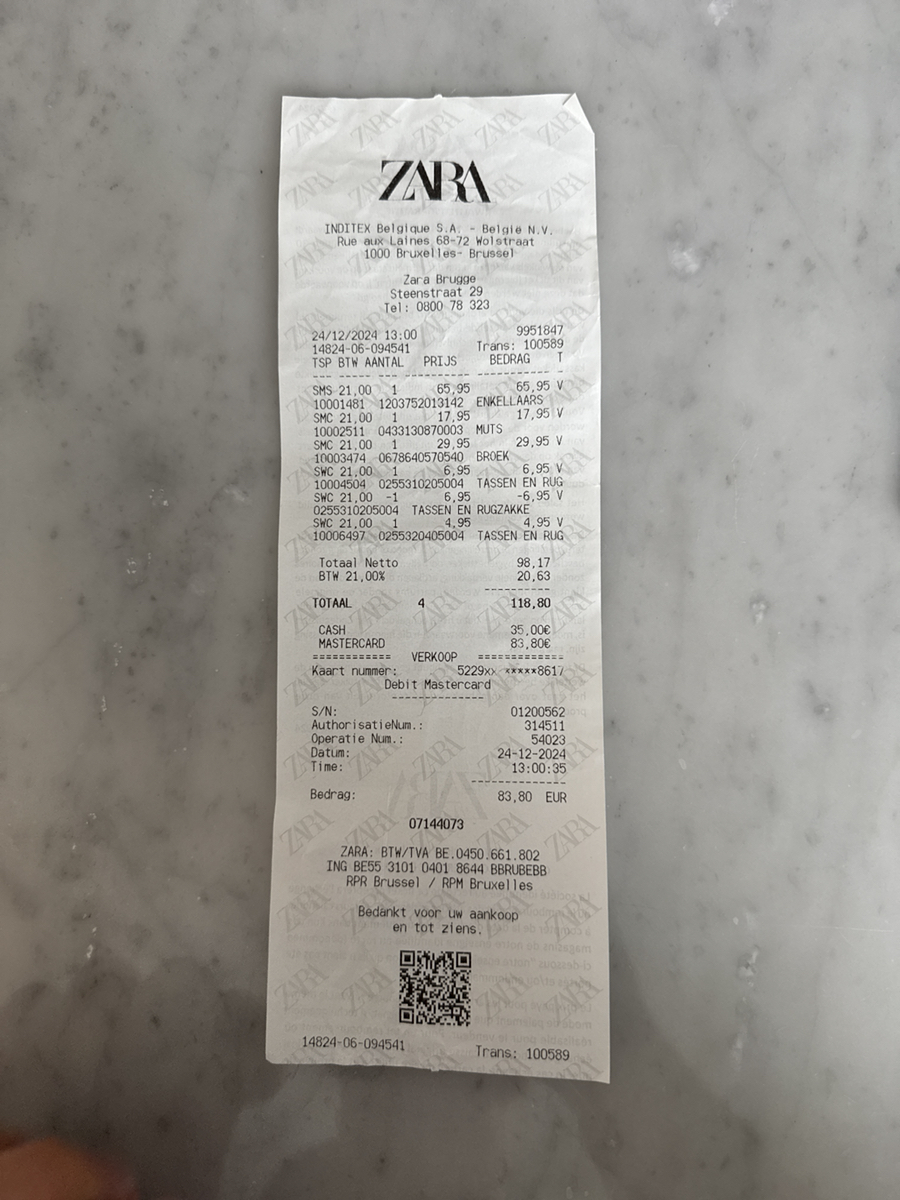 ZARA
INDITEX Belgique S.A. - België N.V.
Rue aux Laines 68-72 Wolstraat
1000 Bruxelles- Brussel
Zara Brugge
Steenstraat 29
Tel: 0800 78 323
24/12/2024 13:00 9951847
14824-06-094541 Trans: 100589
TSP BTW AANTAL PRIJS BEDRAG T
SMS 21,00 1 65,95 65,95 V
10001481 1203752013142 ENKELLAARS
SMC 21,00 1 17,95 17,95 V
10002511 0433130870003 MUTS
SMC 21,00 1 29,95 29,95 V
10003474 0678640570540 BROEK
SWC 21,00 1 6,95 6,95 V
10004504 0255310205004 TASSEN EN RUG
SWC 21,00 -1 6,95 -6,95 V
0255310205004 TASSEN EN RUGZAKKE
SWC 21,00 1 4,95 4,95 V
10006497 0255320405004 TASSEN EN RUG
Totaal Netto 98,17
BTW 21,00% 20,63
TOTAAL 4 118,80
CASH 35,00€
MASTERCARD 83,80€
============ VERKOOP ============
Kaart nummer: 5229xx *****8617
Debit Mastercard
S/N: 01200562
AuthorisatieNum.: 314511
Operatie Num.: 54023
Datum: 24-12-2024
Time: 13:00:35
Bedrag: 83,80 EUR
07144073
ZARA: BTW/TVA BE.0450.661.802
ING BE55 3101 0401 8644 BBRUBEBB
RPR Brussel / RPM Bruxelles
Bedankt voor uw aankoop
en tot ziens.
14824-06-094541 Trans: 100589